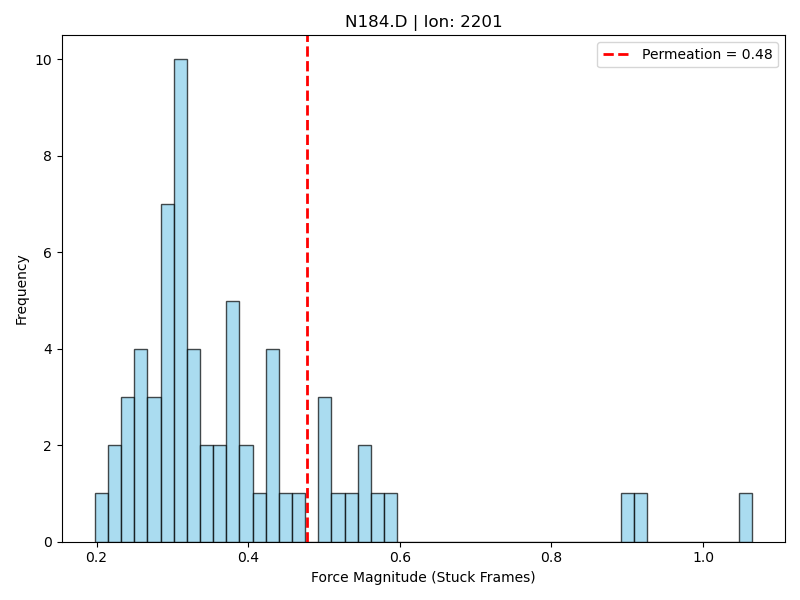 N184.D | Ion: 2201
Permeation = 0.48
Frequency
10
8
6
4
2
0
0.2
0.4
0.6
0.8
1.0
Force Magnitude (Stuck Frames)